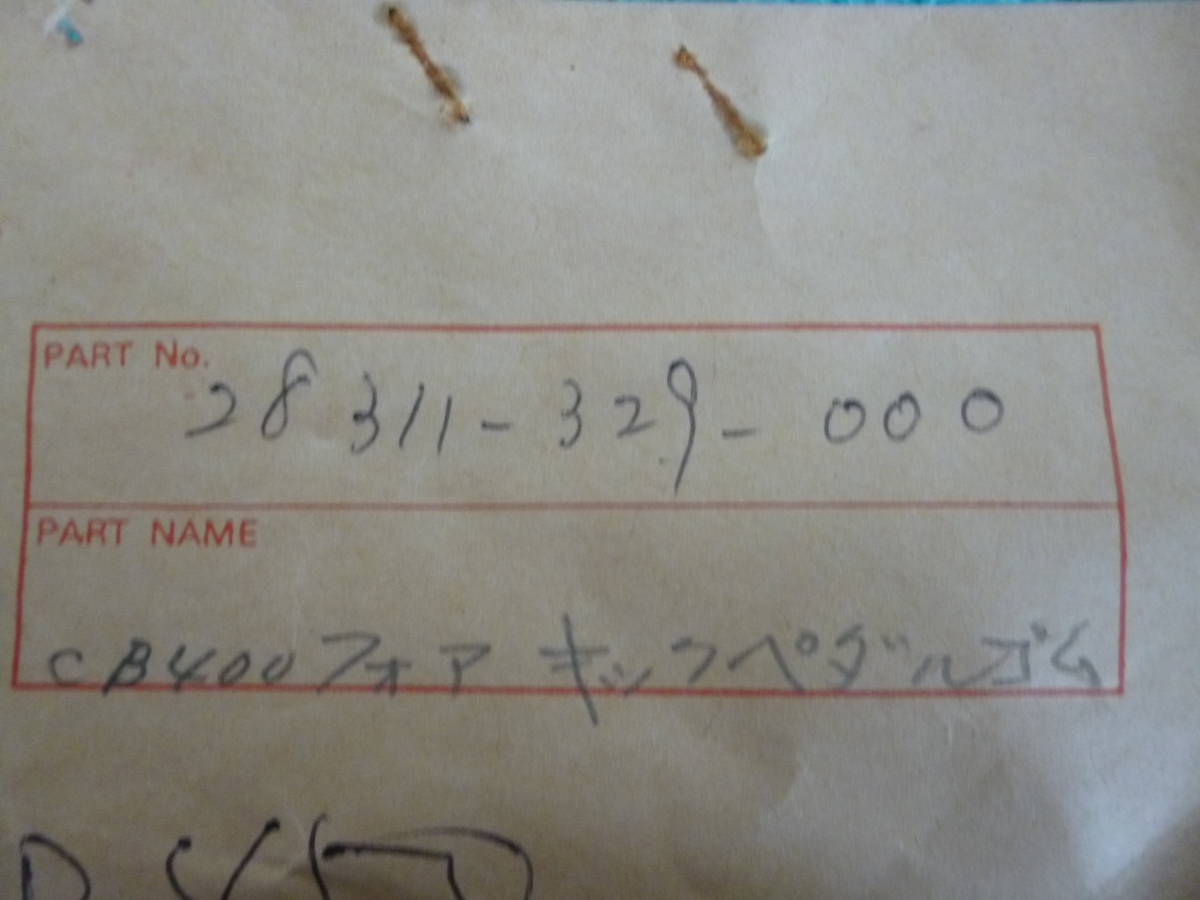 PART No.
28311-329-000
PART NAME
CB400フォア キックペダルゴム